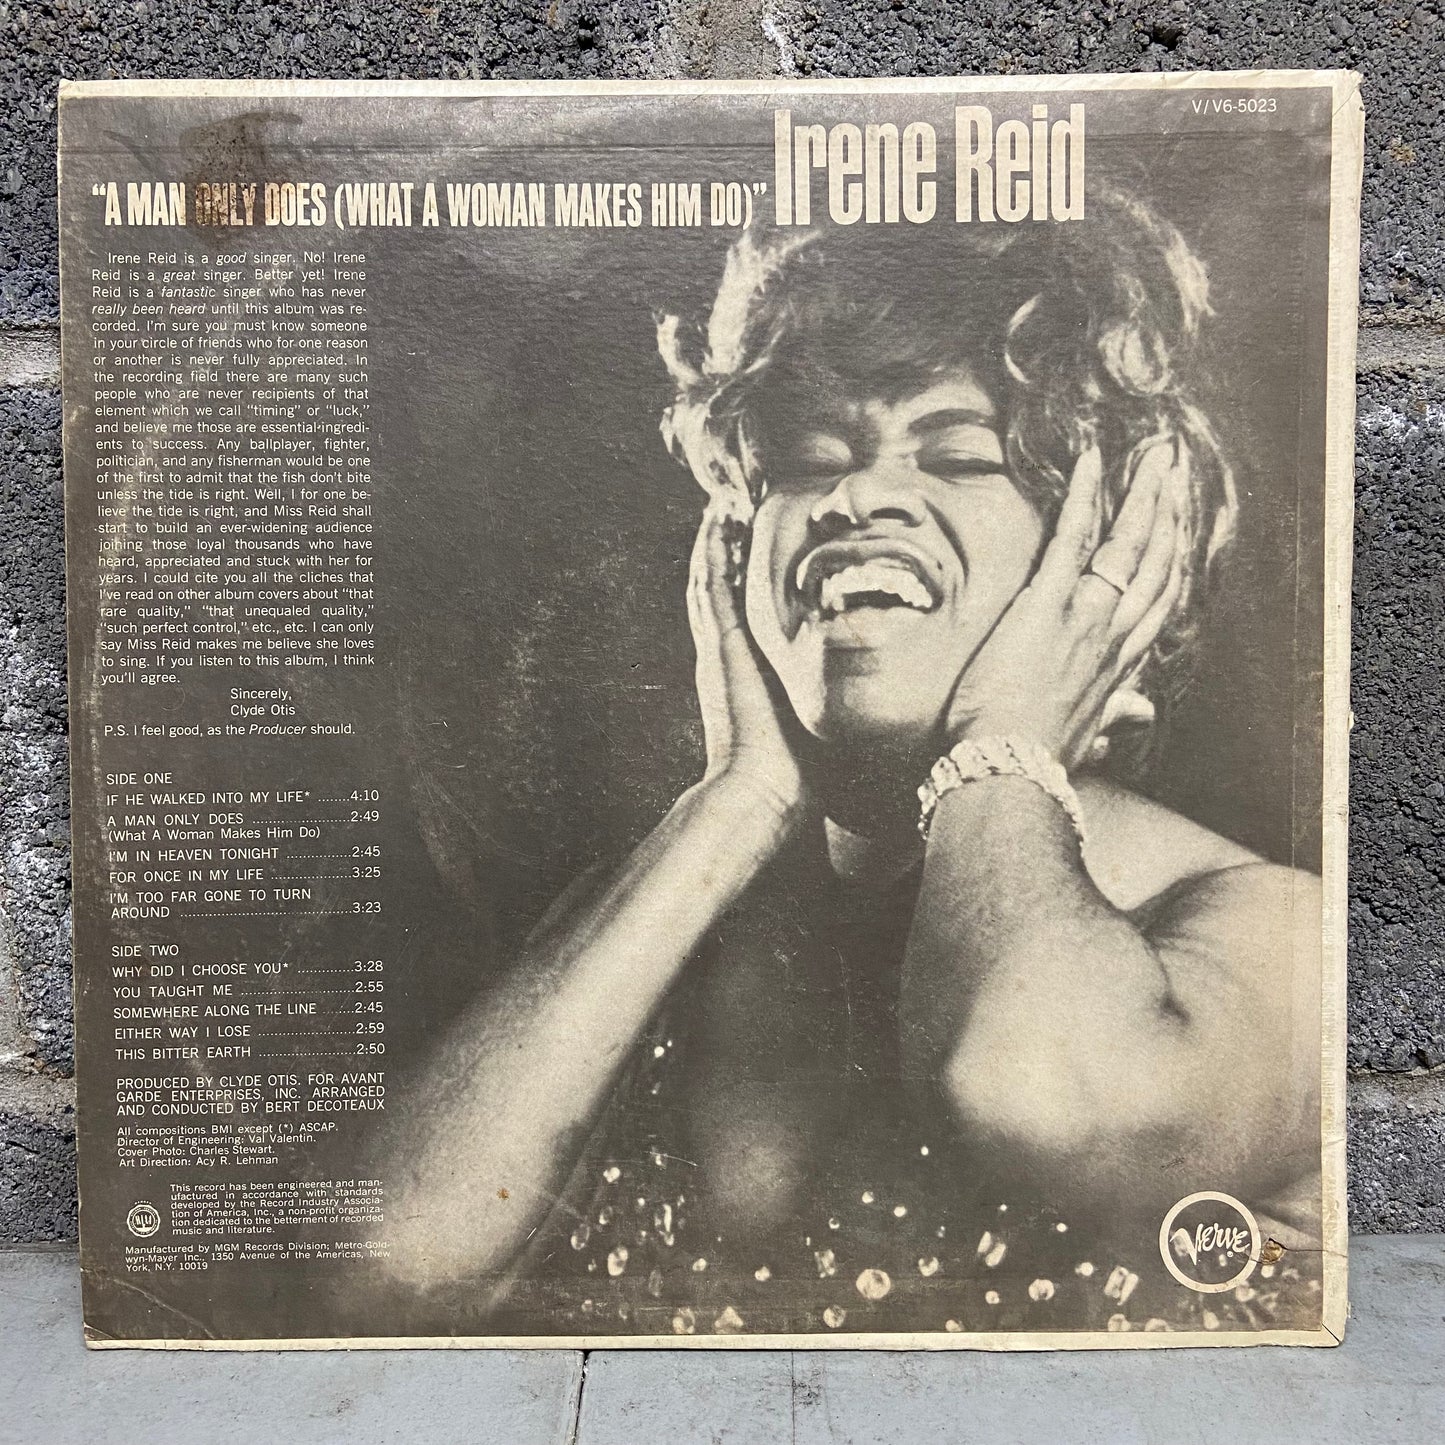 V/V6-5023
"A MAN ONLY DOES (WHAT A WOMAN MAKES HIM DO)" Irene Reid
Irene Reid is a good singer. No! Irene
Reid is a great singer. Better yet! Irene
Reid is a fantastic singer who has never
really been heard until this album was re-
corded. I'm sure you must know someone
in your circle of friends who for one reason
or another is never fully appreciated. In
the recording field there are many such
people who are never recipients of that
element which we call "timing" or "luck,"
and believe me those are essential ingredi-
ents to success. Any ballplayer, fighter,
politician, and any fisherman would be one
of the first to admit that the fish don't bite
unless the tide is right. Well, I for one be-
lieve the tide is right, and Miss Reid shall
start to build an ever-widening audience
joining those loyal thousands who have
heard, appreciated and stuck with her for
years. I could cite you all the cliches that
I've read on other album covers about "that
rare quality," "that unequaled quality,"
"such perfect control," etc., etc. I can only
say Miss Reid makes me believe she loves
to sing. If you listen to this album, I think
you'll agree.
Sincerely,
Clyde Otis
P.S. I feel good, as the Producer should.
SIDE ONE
IF HE WALKED INTO MY LIFE* ........4:10
A MAN ONLY DOES ........................2:49
(What A Woman Makes Him Do)
I'M IN HEAVEN TONIGHT ................2:45
FOR ONCE IN MY LIFE ....................3:25
I'M TOO FAR GONE TO TURN
AROUND ..........................................3:23
SIDE TWO
WHY DID I CHOOSE YOU* ..............3:28
YOU TAUGHT ME ............................2:55
SOMEWHERE ALONG THE LINE ........2:45
EITHER WAY I LOSE ........................2:59
THIS BITTER EARTH ........................2:50
PRODUCED BY CLYDE OTIS. FOR AVANT
GARDE ENTERPRISES, INC. ARRANGED
AND CONDUCTED BY BERT DECOTEAUX
All compositions BMI except (*) ASCAP.
Director of Engineering: Val Valentin.
Cover Photo: Charles Stewart.
Art Direction: Acy R. Lehman
This record has been engineered and man-
ufactured in accordance with standards
developed by the Record Industry Associa-
tion of America, Inc., a non-profit organiza-
tion dedicated to the betterment of recorded
music and literature.
Manufactured by MGM Records Division; Metro-Gold-
wyn-Mayer Inc., 1350 Avenue of the Americas, New
York, N.Y. 10019
Verve